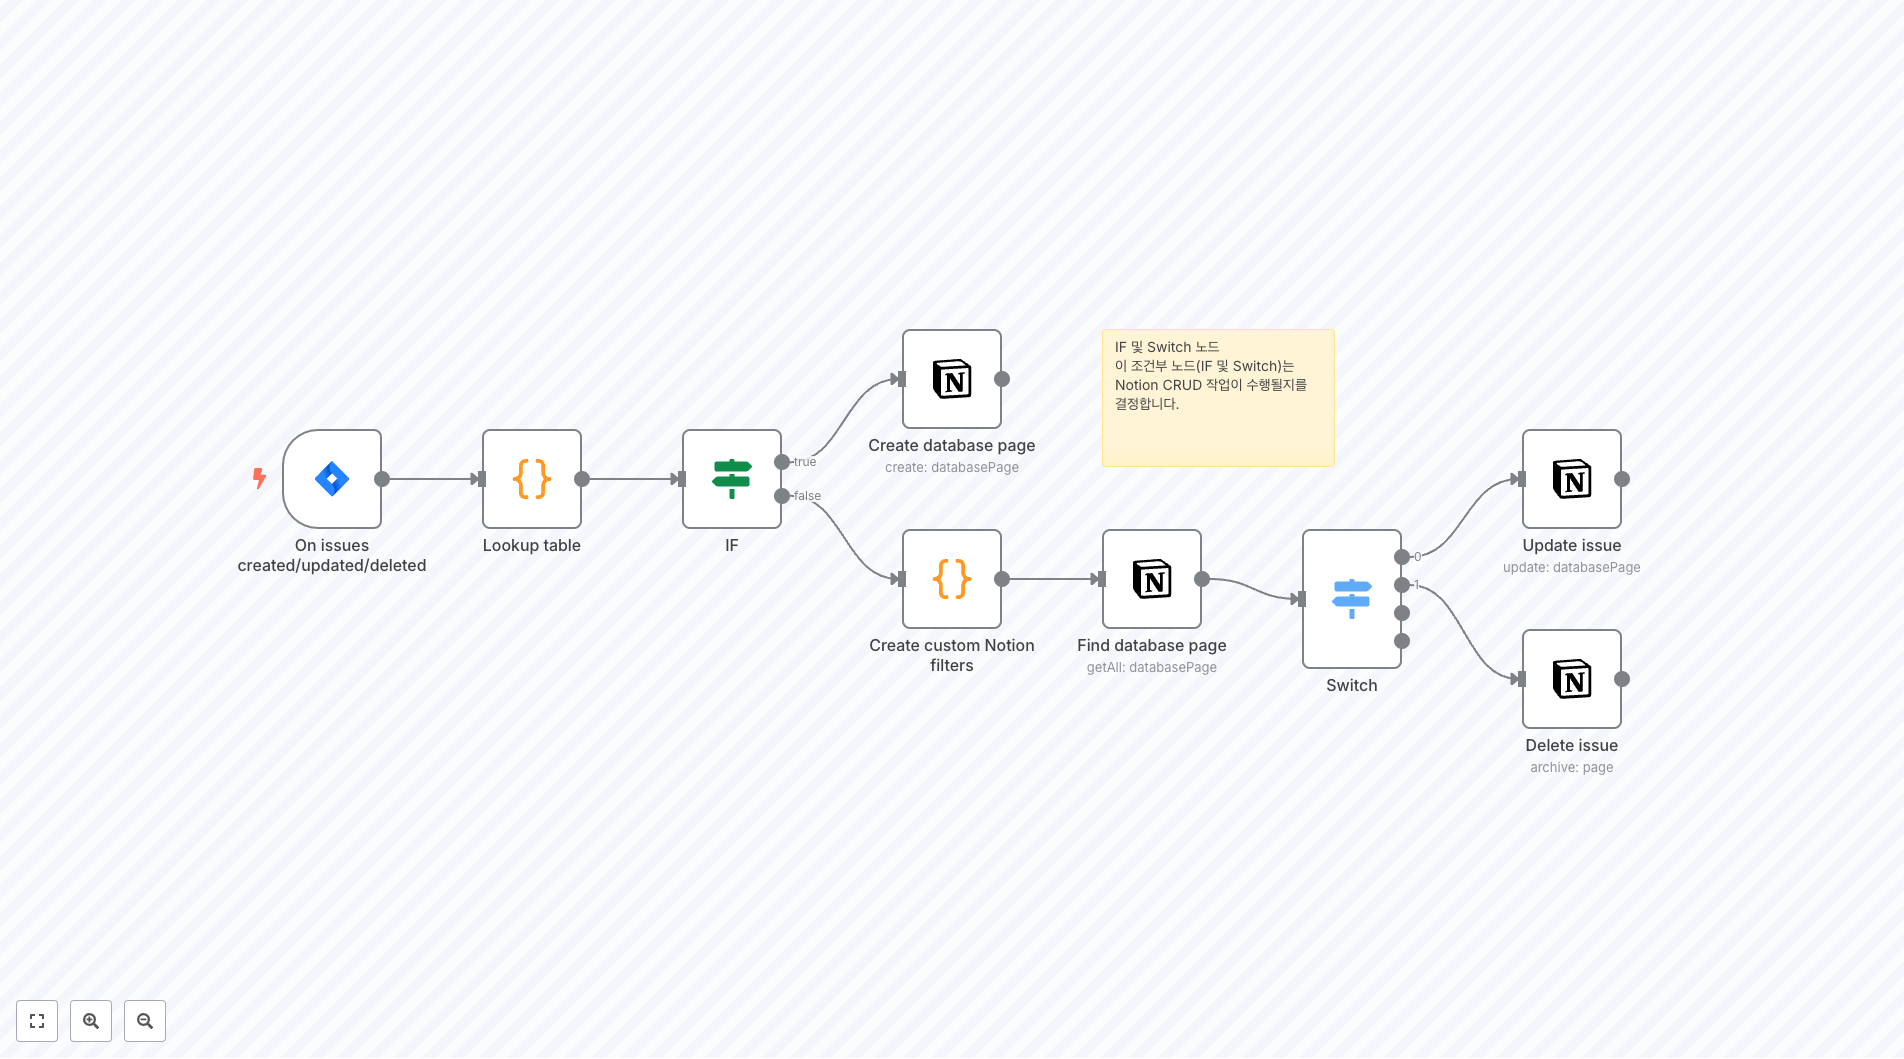 On issues
created/updated/deleted
Lookup table
IF
true
false
Create database page
create: databasePage
IF 및 Switch 노드
이 조건부 노드(IF 및 Switch)는
Notion CRUD 작업이 수행될지를
결정합니다.
Create custom Notion
filters
Find database page
getAll: databasePage
Switch
0
1
Update issue
update: databasePage
Delete issue
archive: page